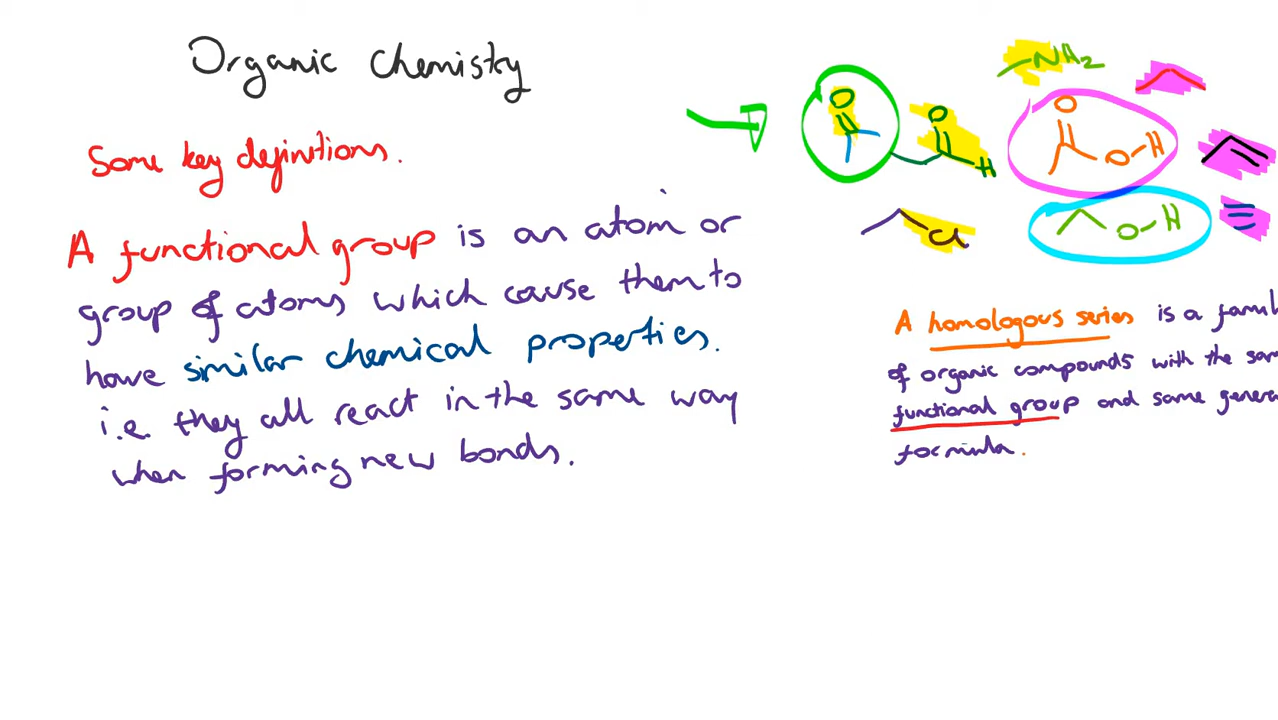 Organic Chemistry
Some key definitions.
A functional group is an atom or
group of atoms which cause them to
have similar chemical properties.
i.e. they all react in the same way
when forming new bonds.
NH2
O
O
H
O
O-H
Cl
O-H
A homologous series is a famil
of organic compounds with the sam
functional group and same genera
formula.